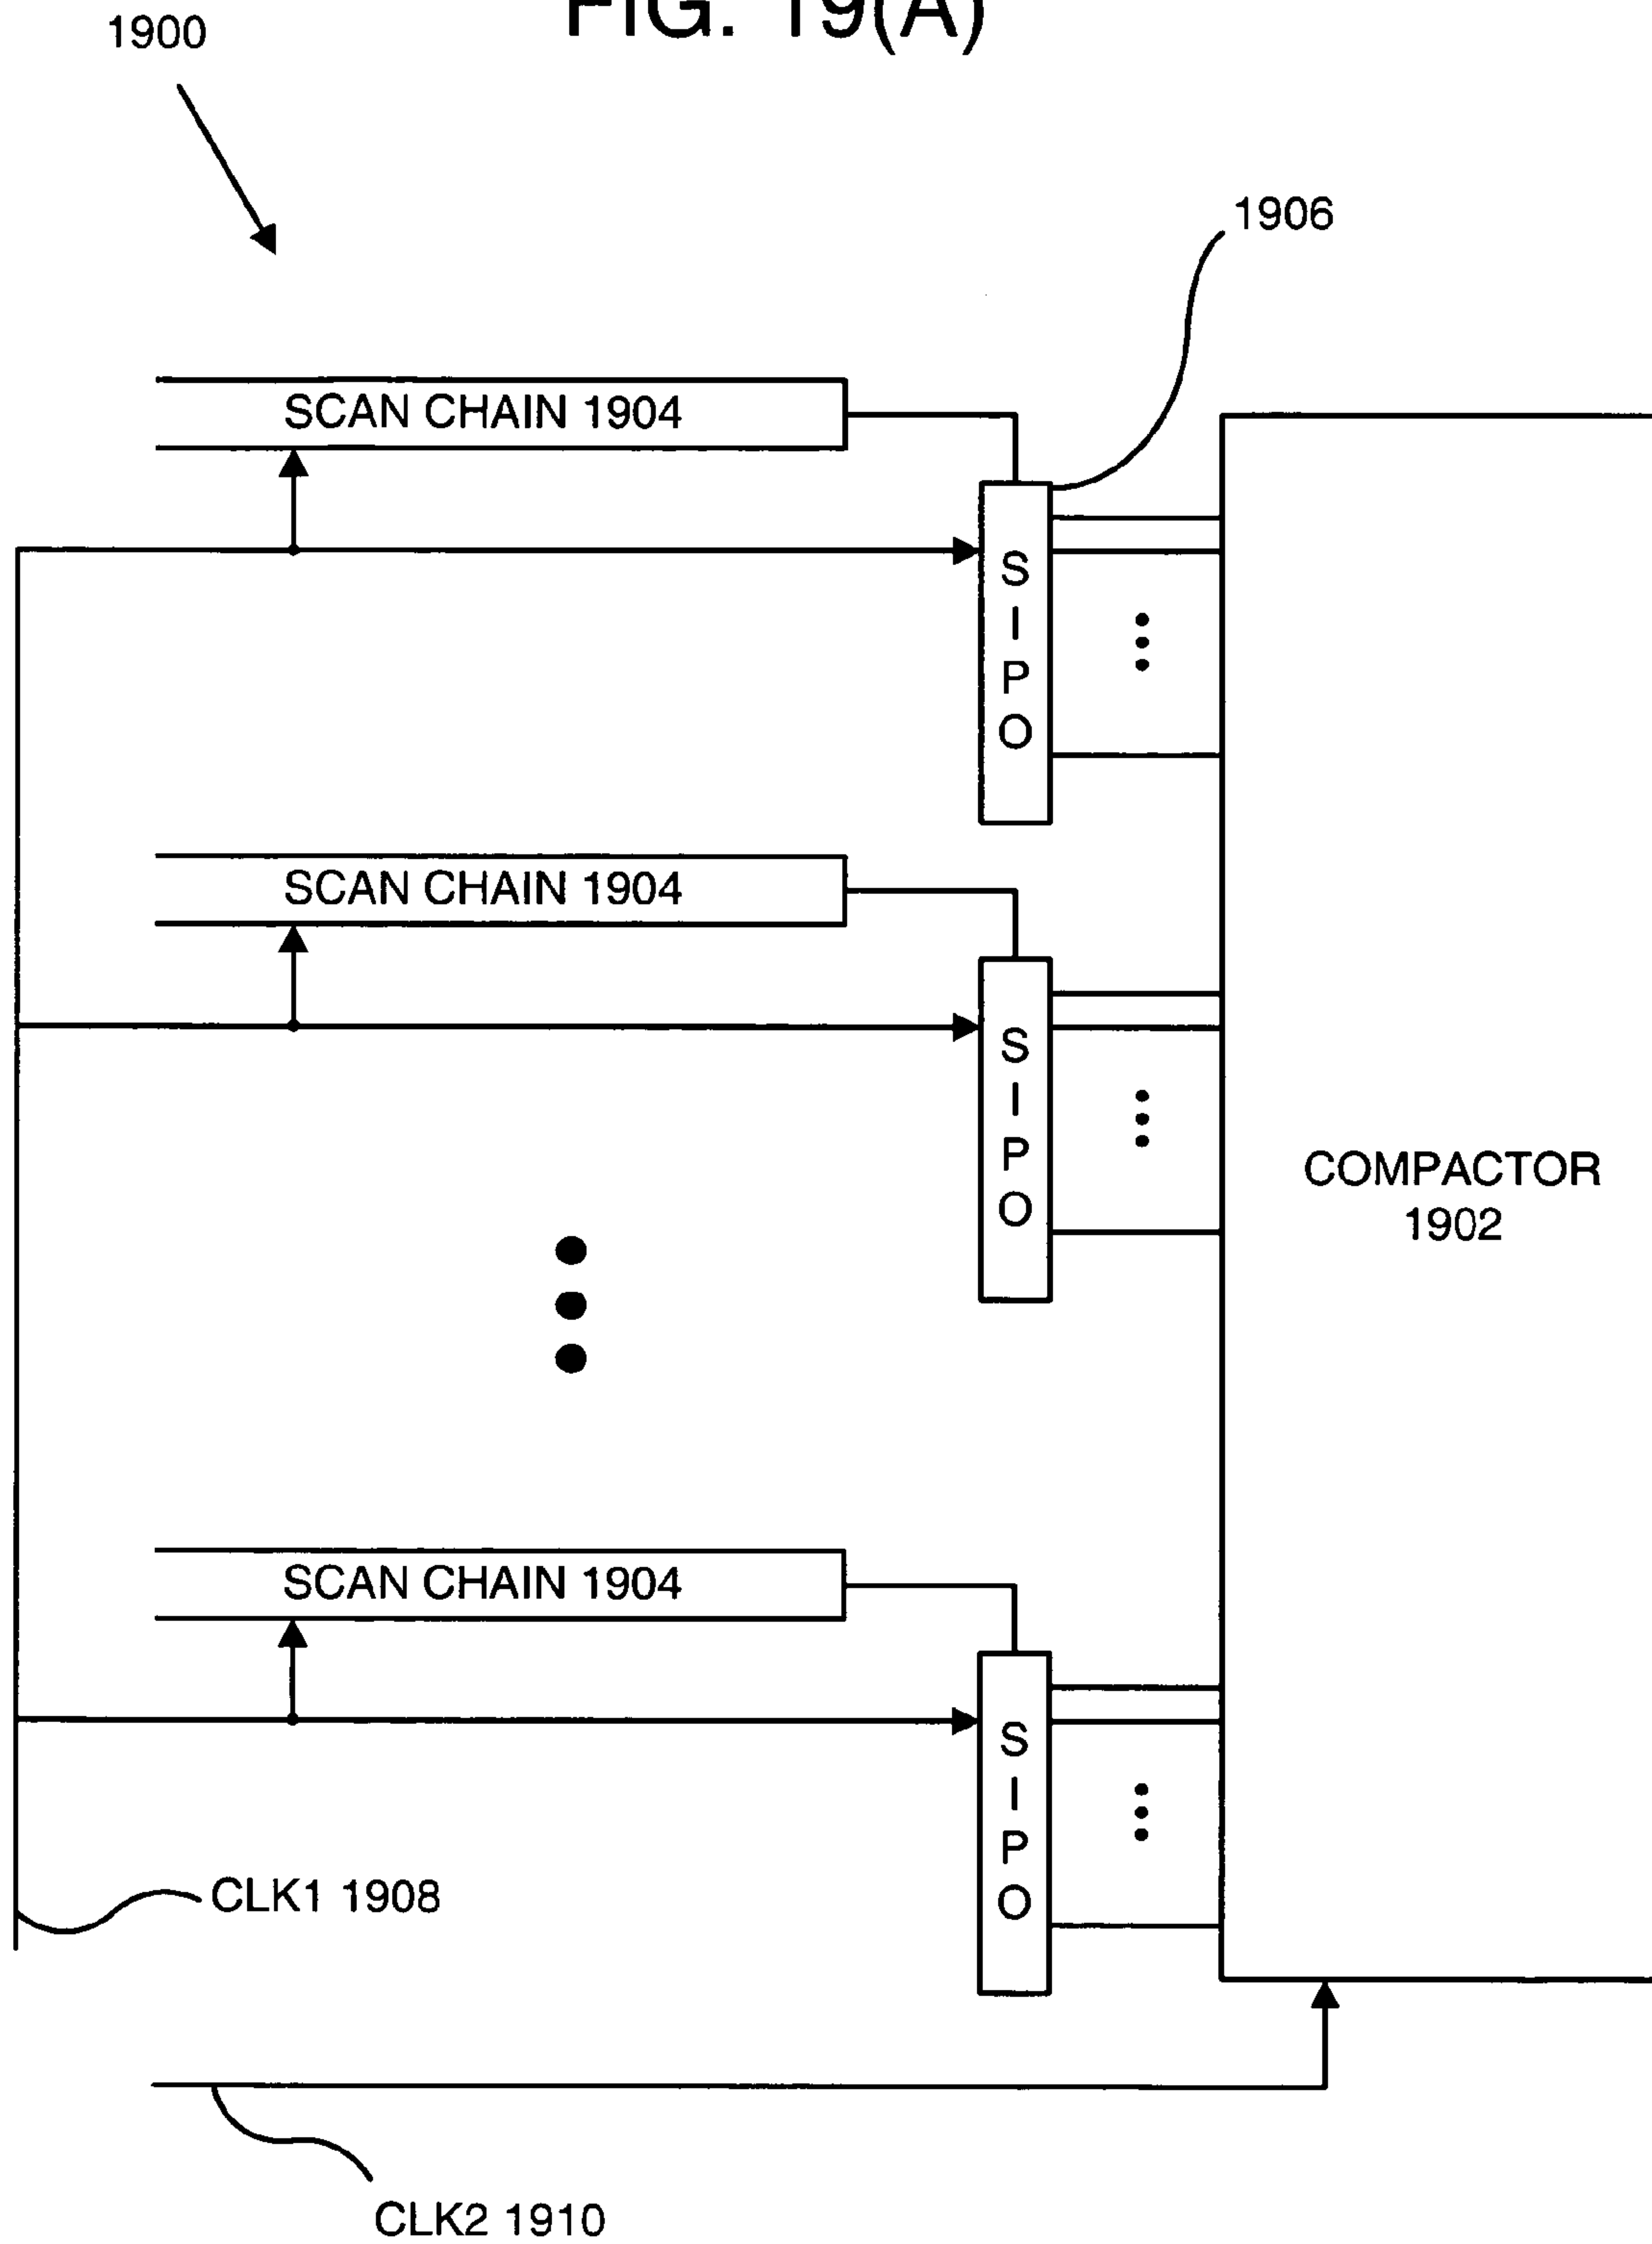 FIG. 19(A)
1900
1906
SCAN CHAIN 1904
S
I
P
O
SCAN CHAIN 1904
S
I
P
O
COMPACTOR
1902
SCAN CHAIN 1904
S
I
P
O
CLK1 1908
CLK2 1910